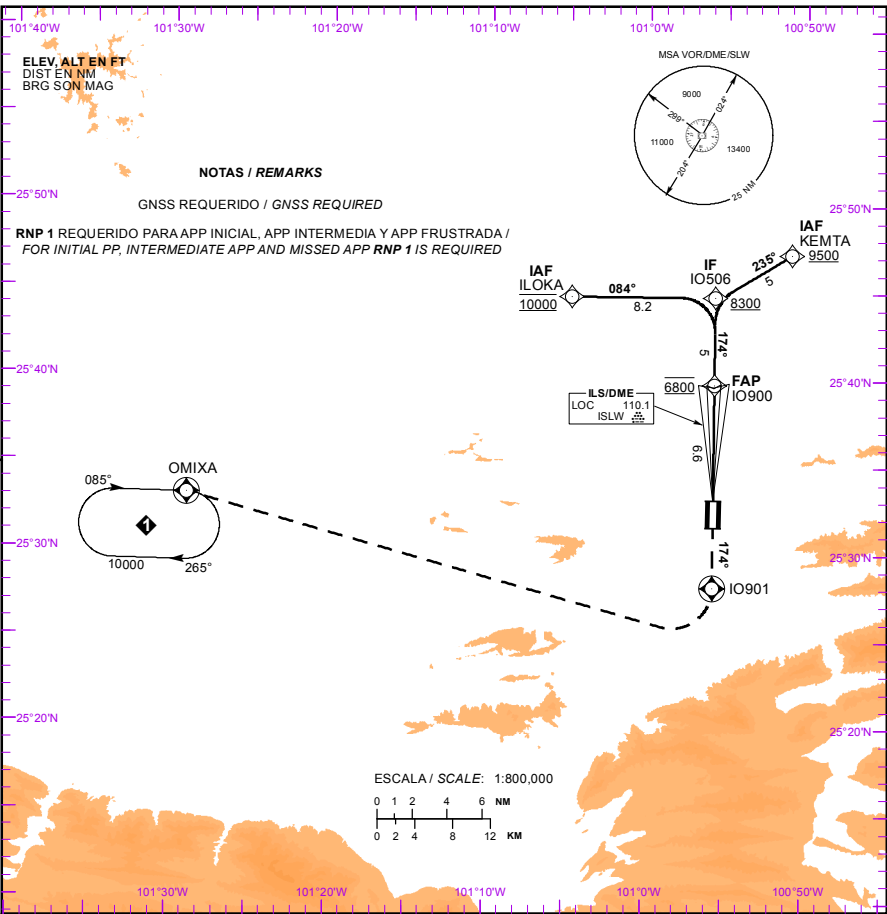 101°40'W
101°30'W
101°20'W
101°10'W
101°0'W
100°50'W
ELEV, ALT EN FT
DIST EN NM
BRG SON MAG
MSA VOR/DME/SLW
9000
024°
299°
11000
13400
204°
25 NM
NOTAS / REMARKS
GNSS REQUERIDO / GNSS REQUIRED
RNP 1 REQUERIDO PARA APP INICIAL, APP INTERMEDIA Y APP FRUSTRADA /
FOR INITIAL PP, INTERMEDIATE APP AND MISSED APP RNP 1 IS REQUIRED
25°50'N
25°50'N
IAF
KEMTA
9500
235°
5
IF
IO506
8300
IAF
ILOKA
10000
084°
8.2
174°
5
25°40'N
25°40'N
6800
FAP
IO900
ILS/DME
LOC 110.1
ISLW
6.6
OMIXA
085°
1
10000
265°
25°30'N
25°30'N
174°
IO901
25°20'N
25°20'N
ESCALA / SCALE: 1:800,000
0 1 2 4 6 NM
0 2 4 8 12 KM
101°30'W
101°20'W
101°10'W
101°0'W
100°50'W